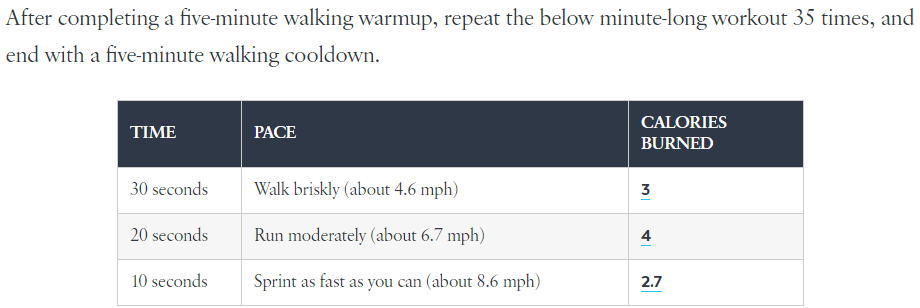 After completing a five-minute walking warmup, repeat the below minute-long workout 35 times, and
end with a five-minute walking cooldown.
TIME PACE CALORIES BURNED
30 seconds Walk briskly (about 4.6 mph) 3
20 seconds Run moderately (about 6.7 mph) 4
10 seconds Sprint as fast as you can (about 8.6 mph) 2.7